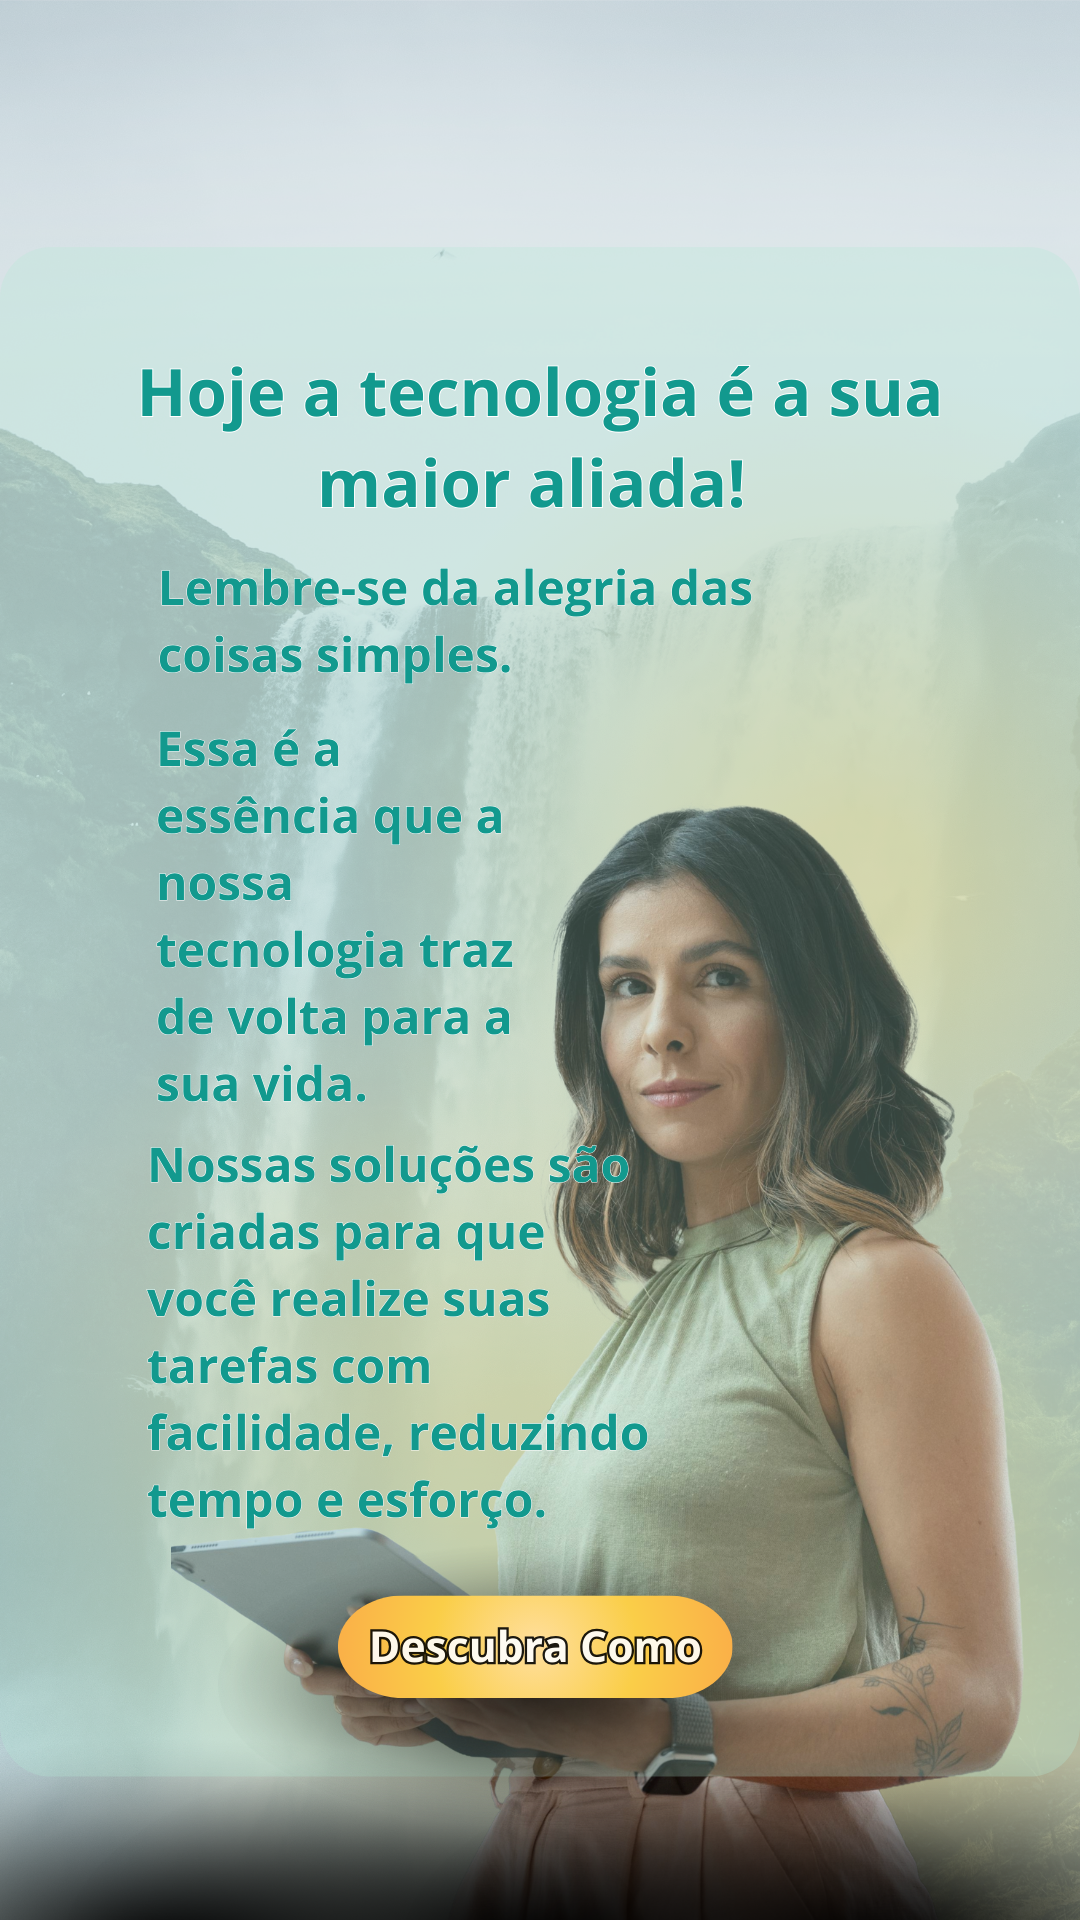 Hoje a tecnologia é a sua
maior aliada!
Lembre-se da alegria das
coisas simples.
Essa é a
essência que a
nossa
tecnologia traz
de volta para a
sua vida.
Nossas soluções são
criadas para que
você realize suas
tarefas com
facilidade, reduzindo
tempo e esforço.
Descubra Como